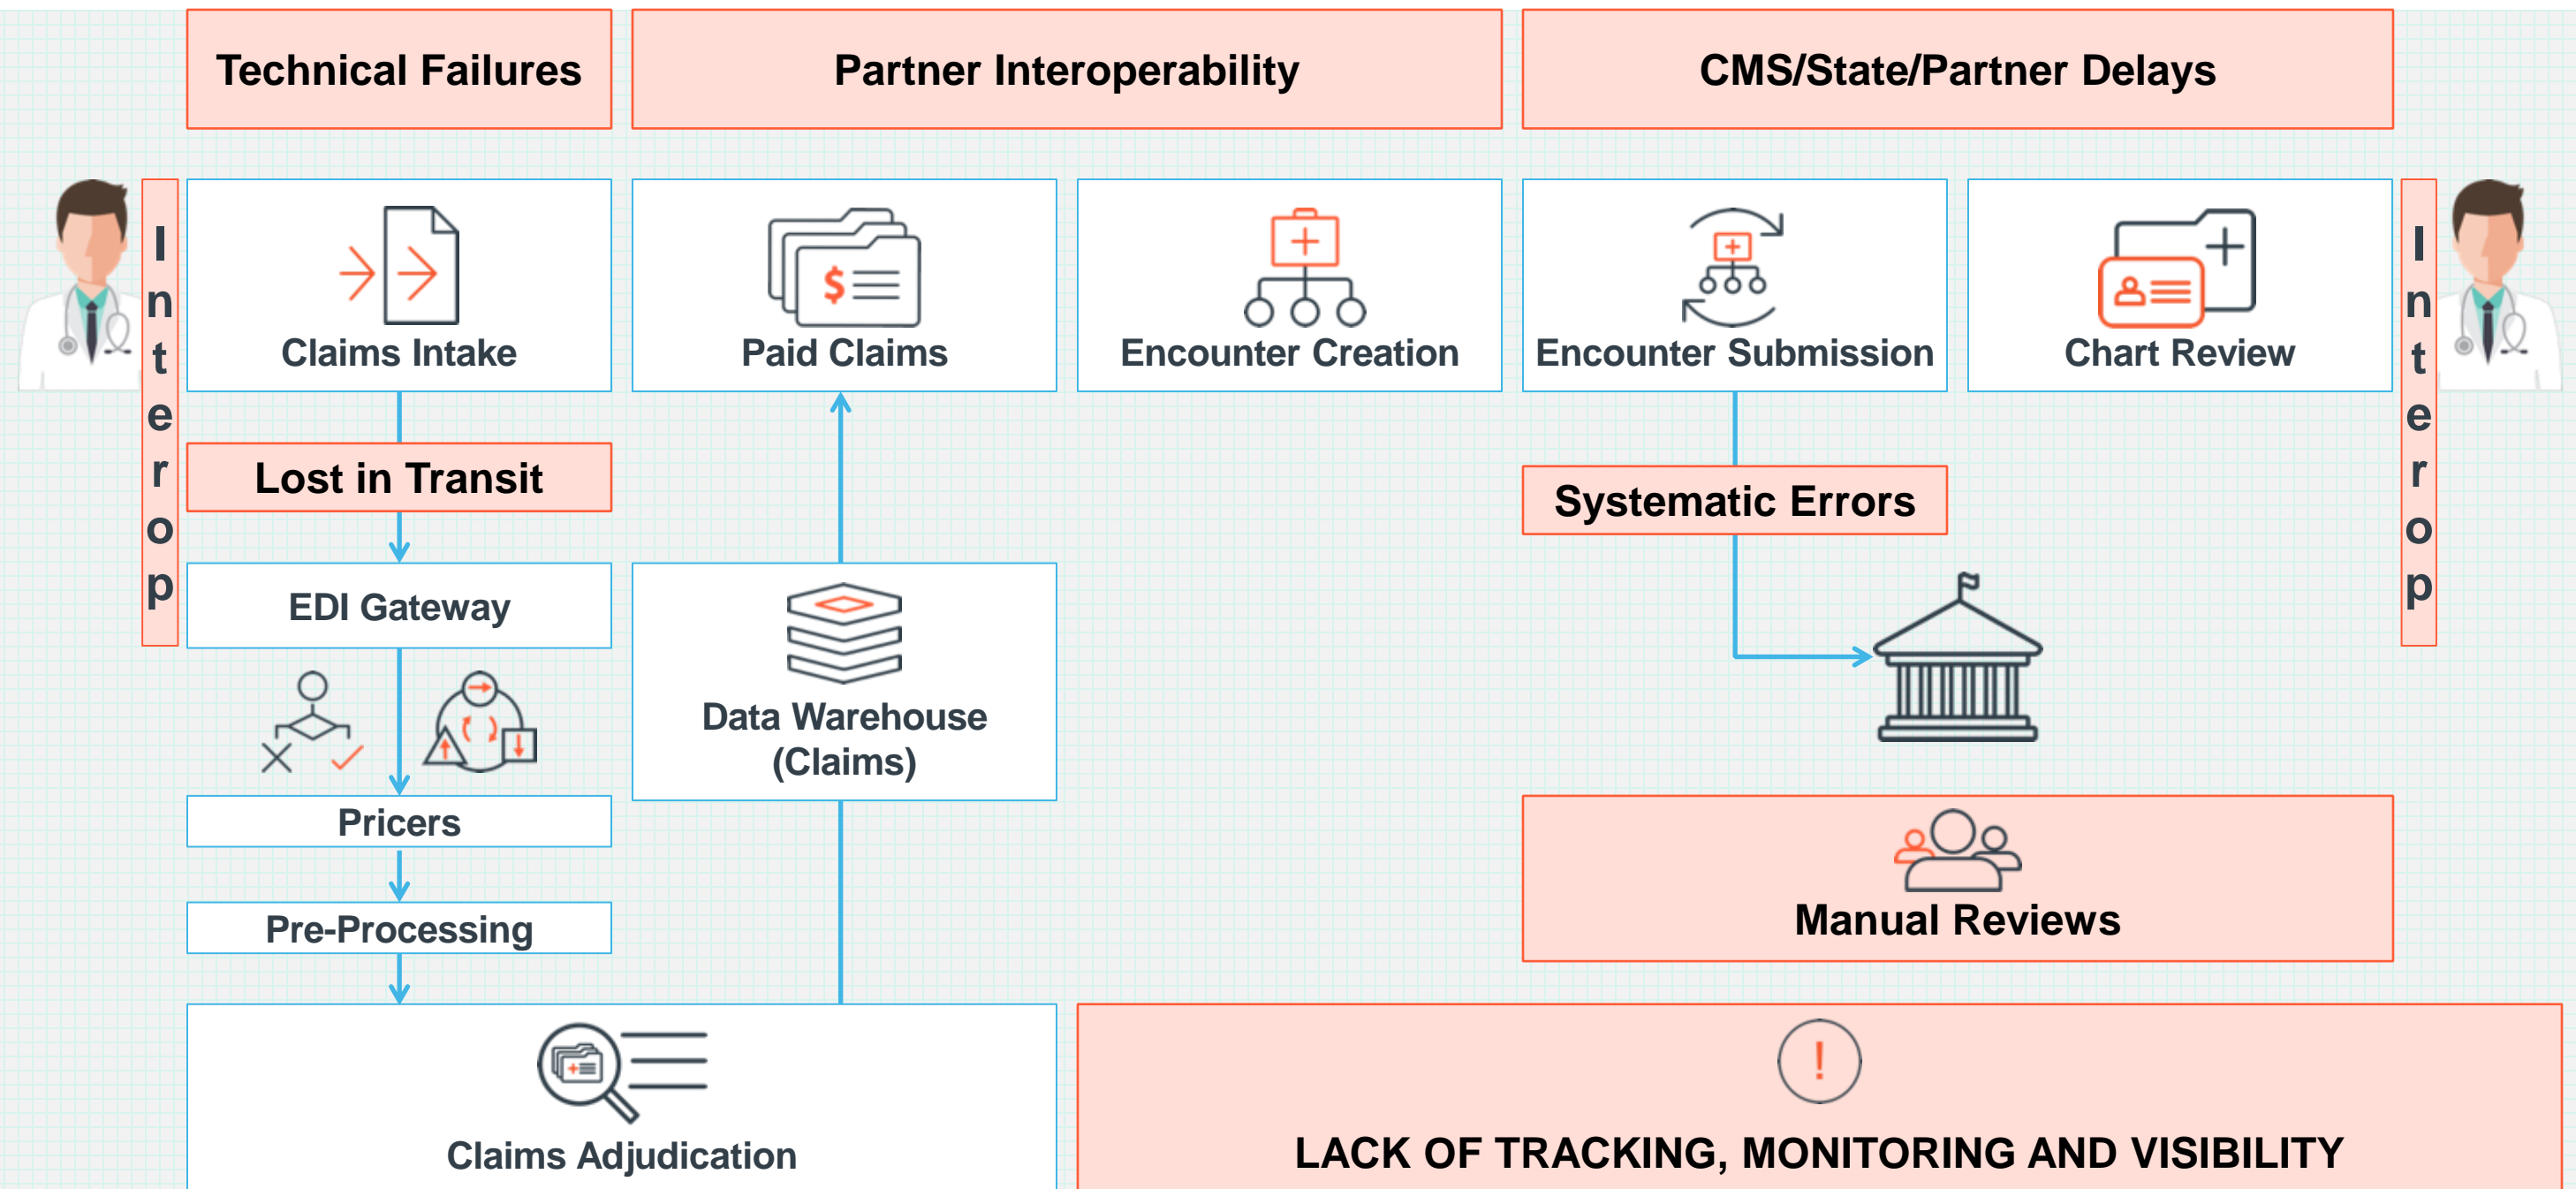 Technical Failures
Partner Interoperability
CMS/State/Partner Delays
Interop
Claims Intake
Paid Claims
Encounter Creation
Encounter Submission
Chart Review
Interop
Lost in Transit
Systematic Errors
EDI Gateway
Data Warehouse
(Claims)
Pricers
Pre-Processing
Manual Reviews
Claims Adjudication
LACK OF TRACKING, MONITORING AND VISIBILITY